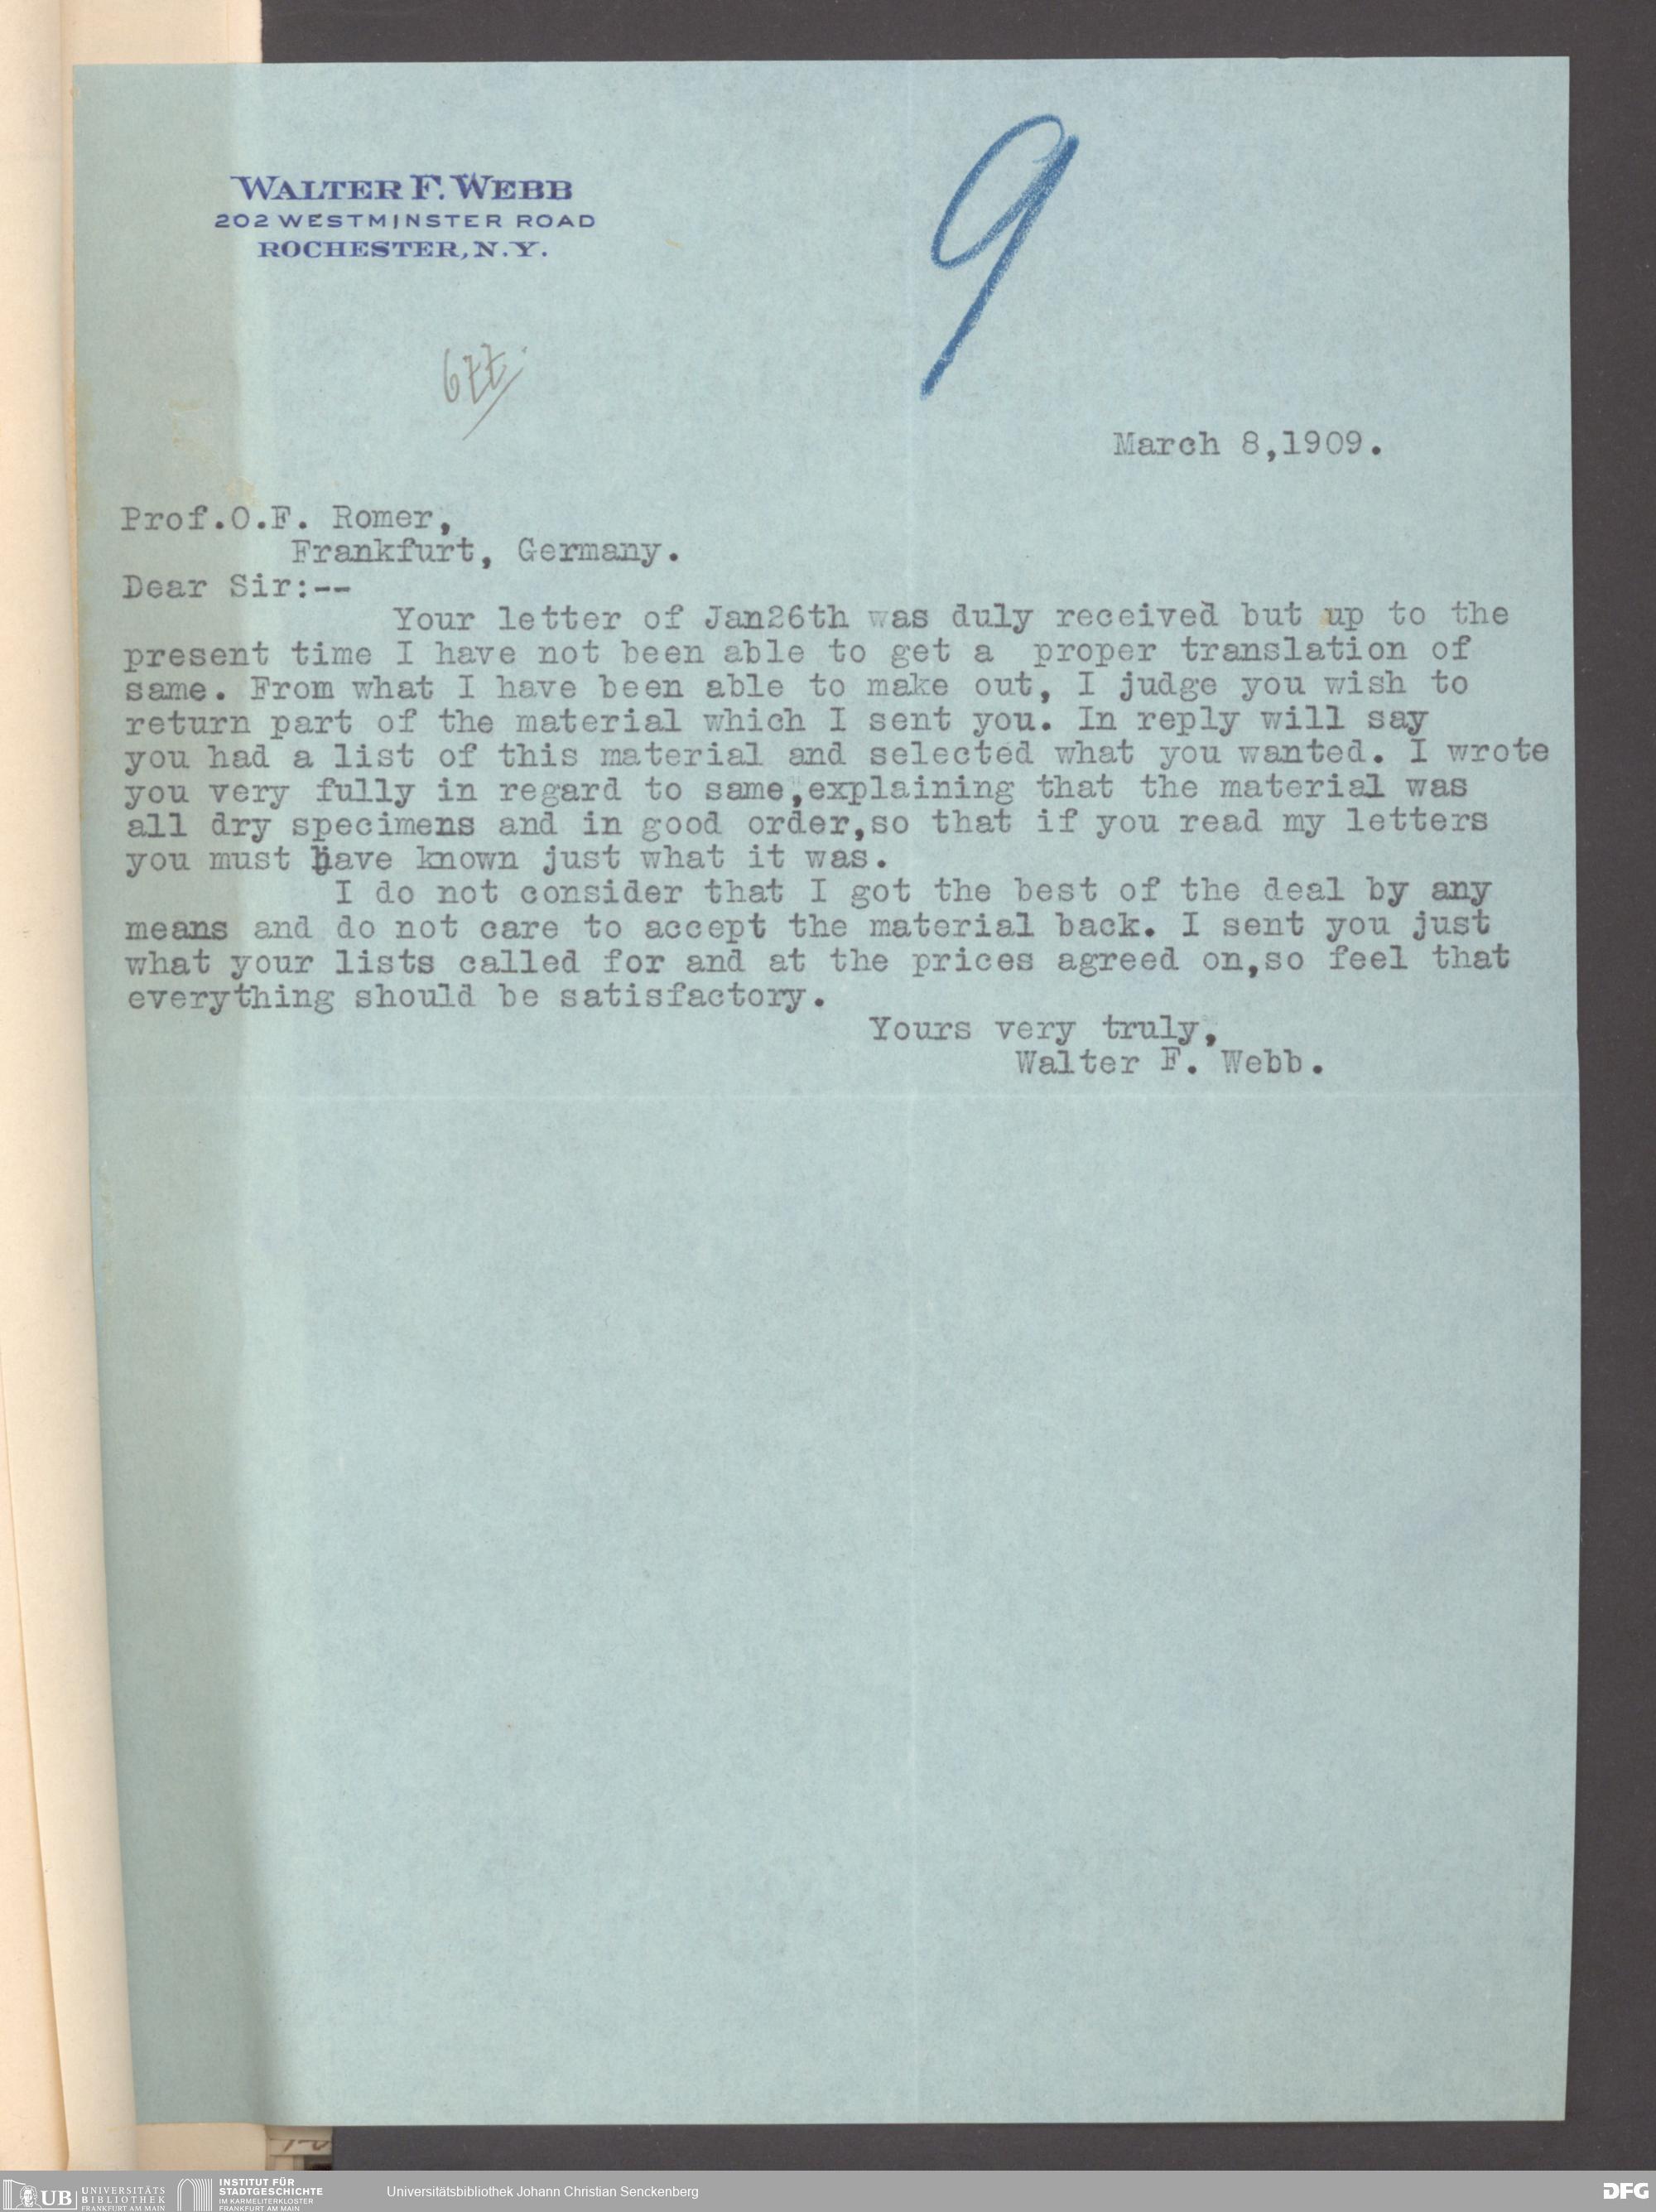 WALTER F. WEBB
202 WESTMINSTER ROAD
ROCHESTER, N.Y.
9
March 8,1909.
Prof.O.F. Romer,
Frankfurt, Germany.
Dear Sir:--
Your letter of Jan26th was duly received but up to the
present time I have not been able to get a proper translation of
same. From what I have been able to make out, I judge you wish to
return part of the material which I sent you. In reply will say
you had a list of this material and selected what you wanted. I wrote
you very fully in regard to same,explaining that the material was
all dry specimens and in good order,so that if you read my letters
you must have known just what it was.
I do not consider that I got the best of the deal by any
means and do not care to accept the material back. I sent you just
what your lists called for and at the prices agreed on,so feel that
everything should be satisfactory.
Yours very truly,
Walter F. Webb.
UB UNIVERSITÄTS
BIBLIOTHEK
FRANKFURT AM MAIN
INSTITUT FÜR
STADTGESCHICHTE
IM KARMELITERKLOSTER
FRANKFURT AM MAIN
Universitätsbibliothek Johann Christian Senckenberg
DFG